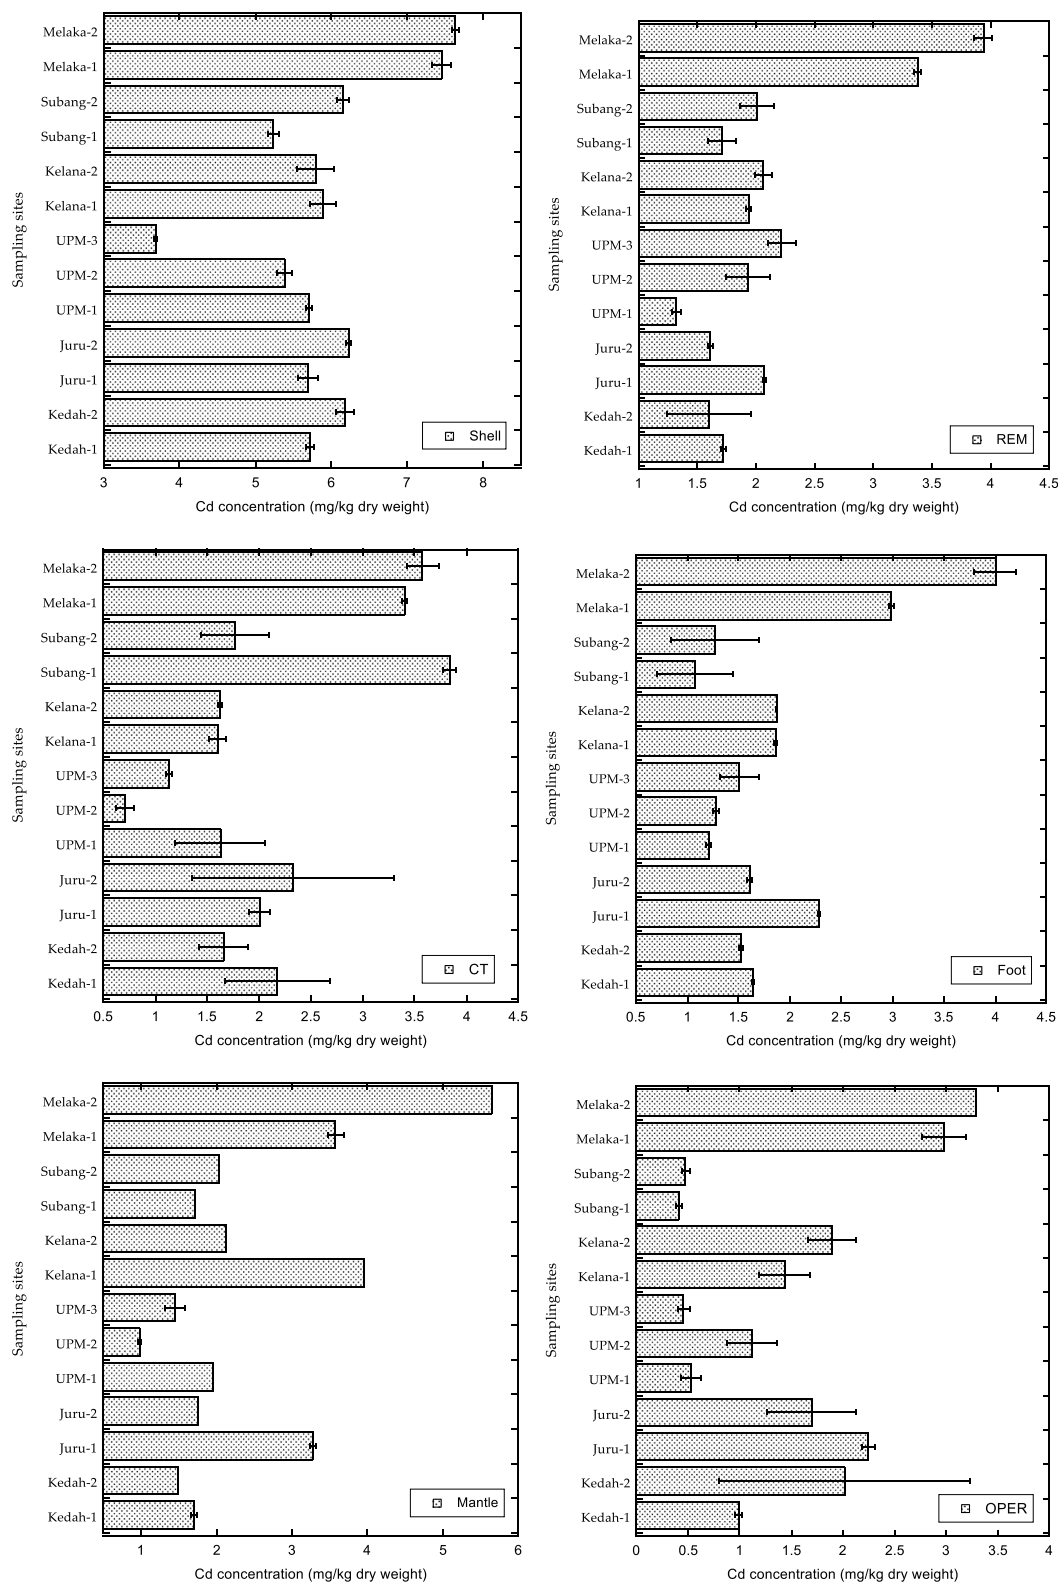 Sampling sites
Melaka-2
Melaka-1
Subang-2
Subang-1
Kelana-2
Kelana-1
UPM-3
UPM-2
UPM-1
Juru-2
Juru-1
Kedah-2
Kedah-1
Shell
3 4 5 6 7 8
Cd concentration (mg/kg dry weight)
Sampling sites
Melaka-2
Melaka-1
Subang-2
Subang-1
Kelana-2
Kelana-1
UPM-3
UPM-2
UPM-1
Juru-2
Juru-1
Kedah-2
Kedah-1
REM
1 1.5 2 2.5 3 3.5 4 4.5
Cd concentration (mg/kg dry weight)
Sampling sites
Melaka-2
Melaka-1
Subang-2
Subang-1
Kelana-2
Kelana-1
UPM-3
UPM-2
UPM-1
Juru-2
Juru-1
Kedah-2
Kedah-1
CT
0.5 1 1.5 2 2.5 3 3.5 4 4.5
Cd concentration (mg/kg dry weight)
Sampling sites
Melaka-2
Melaka-1
Subang-2
Subang-1
Kelana-2
Kelana-1
UPM-3
UPM-2
UPM-1
Juru-2
Juru-1
Kedah-2
Kedah-1
Foot
0.5 1 1.5 2 2.5 3 3.5 4 4.5
Cd concentration (mg/kg dry weight)
Sampling sites
Melaka-2
Melaka-1
Subang-2
Subang-1
Kelana-2
Kelana-1
UPM-3
UPM-2
UPM-1
Juru-2
Juru-1
Kedah-2
Kedah-1
Mantle
1 2 3 4 5 6
Cd concentration (mg/kg dry weight)
Sampling sites
Melaka-2
Melaka-1
Subang-2
Subang-1
Kelana-2
Kelana-1
UPM-3
UPM-2
UPM-1
Juru-2
Juru-1
Kedah-2
Kedah-1
OPER
0 0.5 1 1.5 2 2.5 3 3.5 4
Cd concentration (mg/kg dry weight)